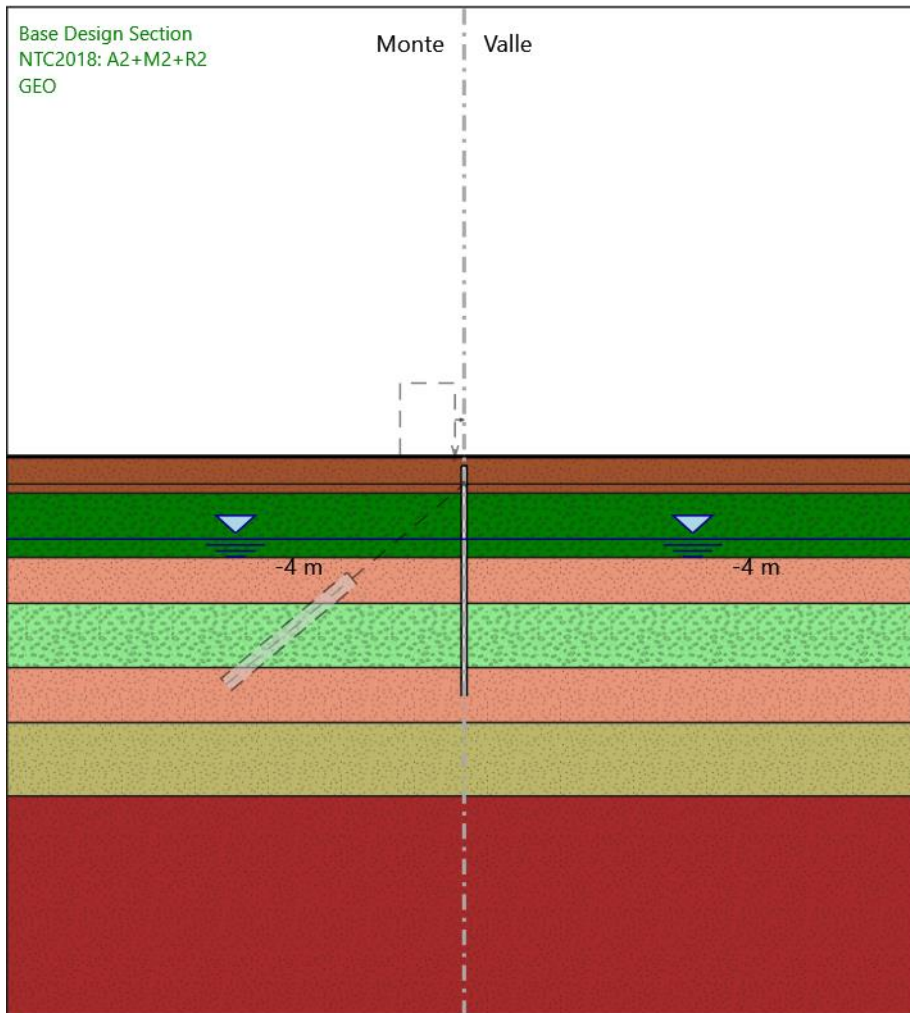 Base Design Section
NTC2018: A2+M2+R2
GEO
Monte
Valle
-4 m
-4 m